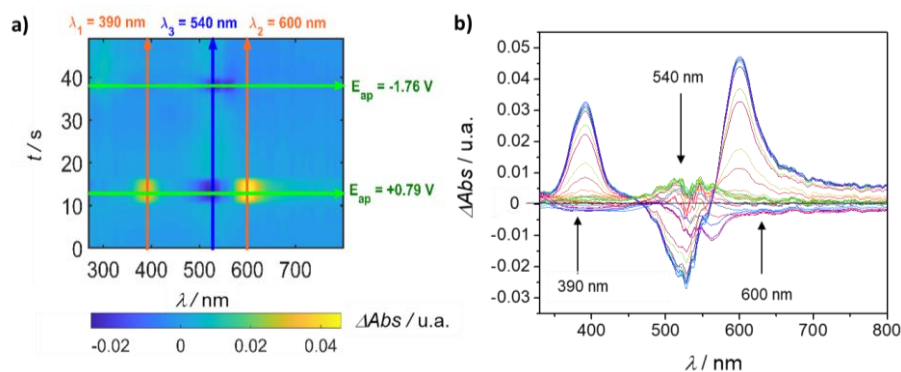 a)
λ₁ = 390 nm λ₃ = 540 nm λ₂ = 600 nm
40
30
20
10
0
t / s
E_ap = -1.76 V
E_ap = +0.79 V
300 400 500 600 700
λ / nm
ΔAbs / u.a.
-0.02 0 0.02 0.04
b)
0.05
0.04
0.03
0.02
0.01
0
-0.01
-0.02
-0.03
ΔAbs / u.a.
540 nm
390 nm
600 nm
400 500 600 700 800
λ / nm